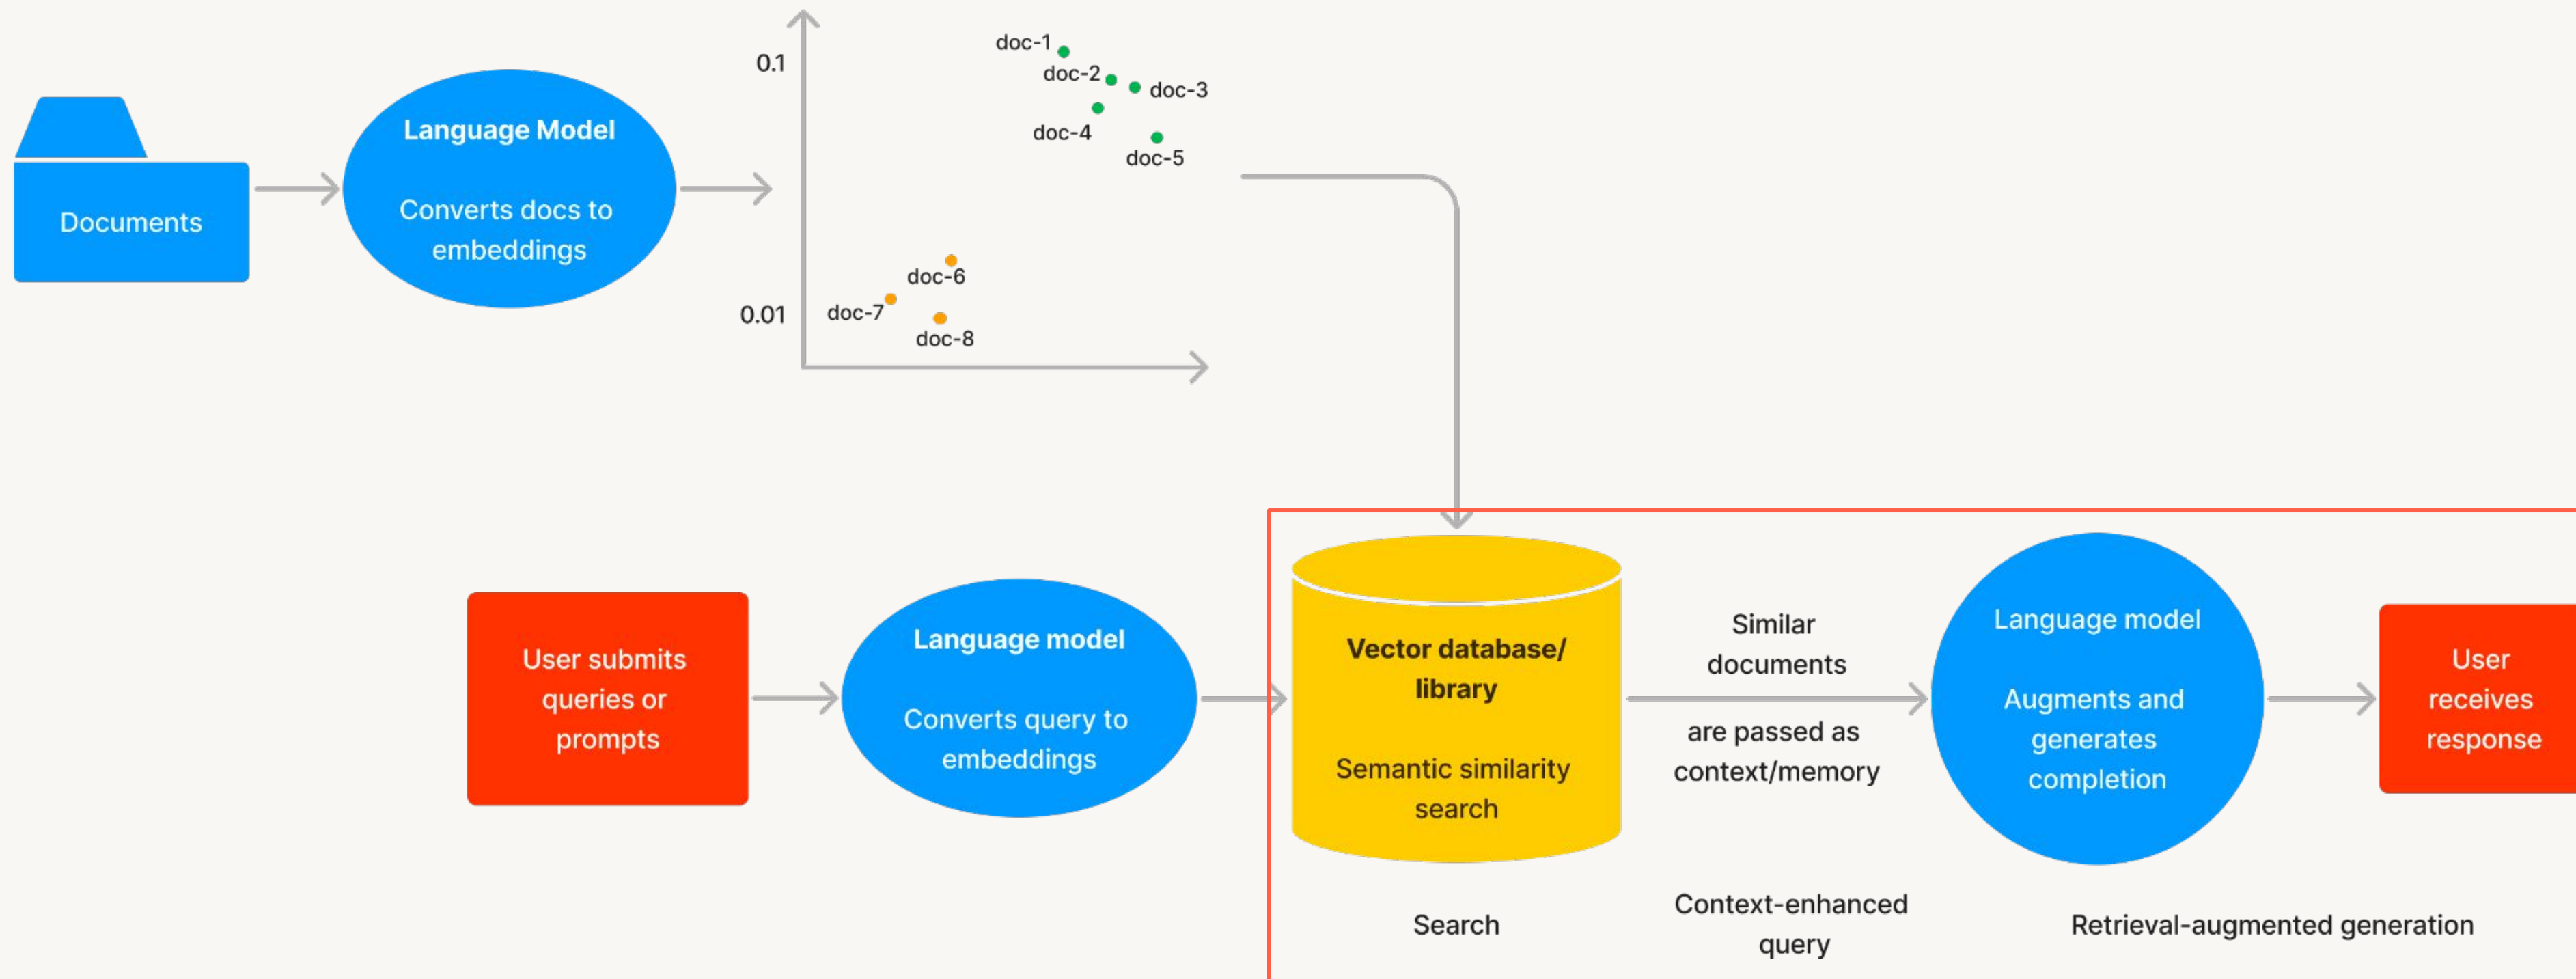 Documents
Language Model
Converts docs to
embeddings
0.1
0.01
doc-1
doc-2
doc-3
doc-4
doc-5
doc-6
doc-7
doc-8
User submits
queries or
prompts
Language model
Converts query to
embeddings
Vector database/
library
Semantic similarity
search
Similar
documents
are passed as
context/memory
Language model
Augments and
generates
completion
User
receives
response
Search
Context-enhanced
query
Retrieval-augmented generation